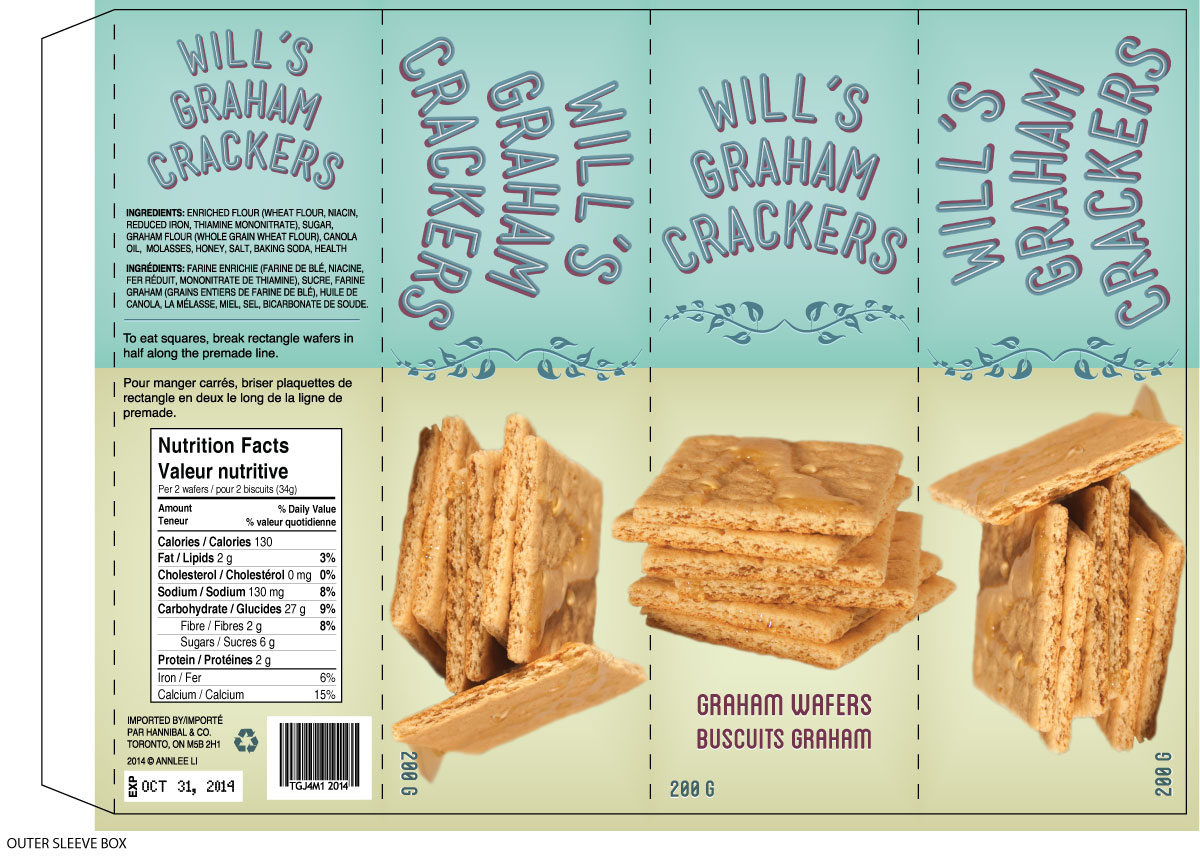 WILL'S
GRAHAM
CRACKERS
INGREDIENTS: ENRICHED FLOUR (WHEAT FLOUR, NIACIN,
REDUCED IRON, THIAMINE MONONITRATE), SUGAR,
GRAHAM FLOUR (WHOLE GRAIN WHEAT FLOUR), CANOLA
OIL, MOLASSES, HONEY, SALT, BAKING SODA, HEALTH
INGRÉDIENTS: FARINE ENRICHIE (FARINE DE BLÉ, NIACINE,
FER RÉDUIT, MONONITRATE DE THIAMINE), SUCRE, FARINE
GRAHAM (GRAINS ENTIERS DE FARINE DE BLÉ), HUILE DE
CANOLA, LA MÉLASSE, MIEL, SEL, BICARBONATE DE SOUDE.
To eat squares, break rectangle wafers in
half along the premade line.
Pour manger carrés, briser plaquettes de
rectangle en deux le long de la ligne de
premade.
Nutrition Facts
Valeur nutritive
Per 2 wafers / pour 2 biscuits (34g)
Amount % Daily Value
Teneur % valeur quotidienne
Calories / Calories 130
Fat / Lipids 2 g 3%
Cholesterol / Cholestérol 0 mg 0%
Sodium / Sodium 130 mg 8%
Carbohydrate / Glucides 27 g 9%
Fibre / Fibres 2 g 8%
Sugars / Sucres 6 g
Protein / Protéines 2 g
Iron / Fer 6%
Calcium / Calcium 15%
IMPORTED BY/IMPORTÉ
PAR HANNIBAL & CO.
TORONTO, ON M5B 2H1
2014 © ANNLEE LI
EXP OCT 31, 2014
TGJ4M1 2014
WILL'S
GRAHAM
CRACKERS
200 G
WILL'S
GRAHAM
CRACKERS
GRAHAM WAFERS
BUSCUITS GRAHAM
200 G
WILL'S
GRAHAM
CRACKERS
200 G
OUTER SLEEVE BOX